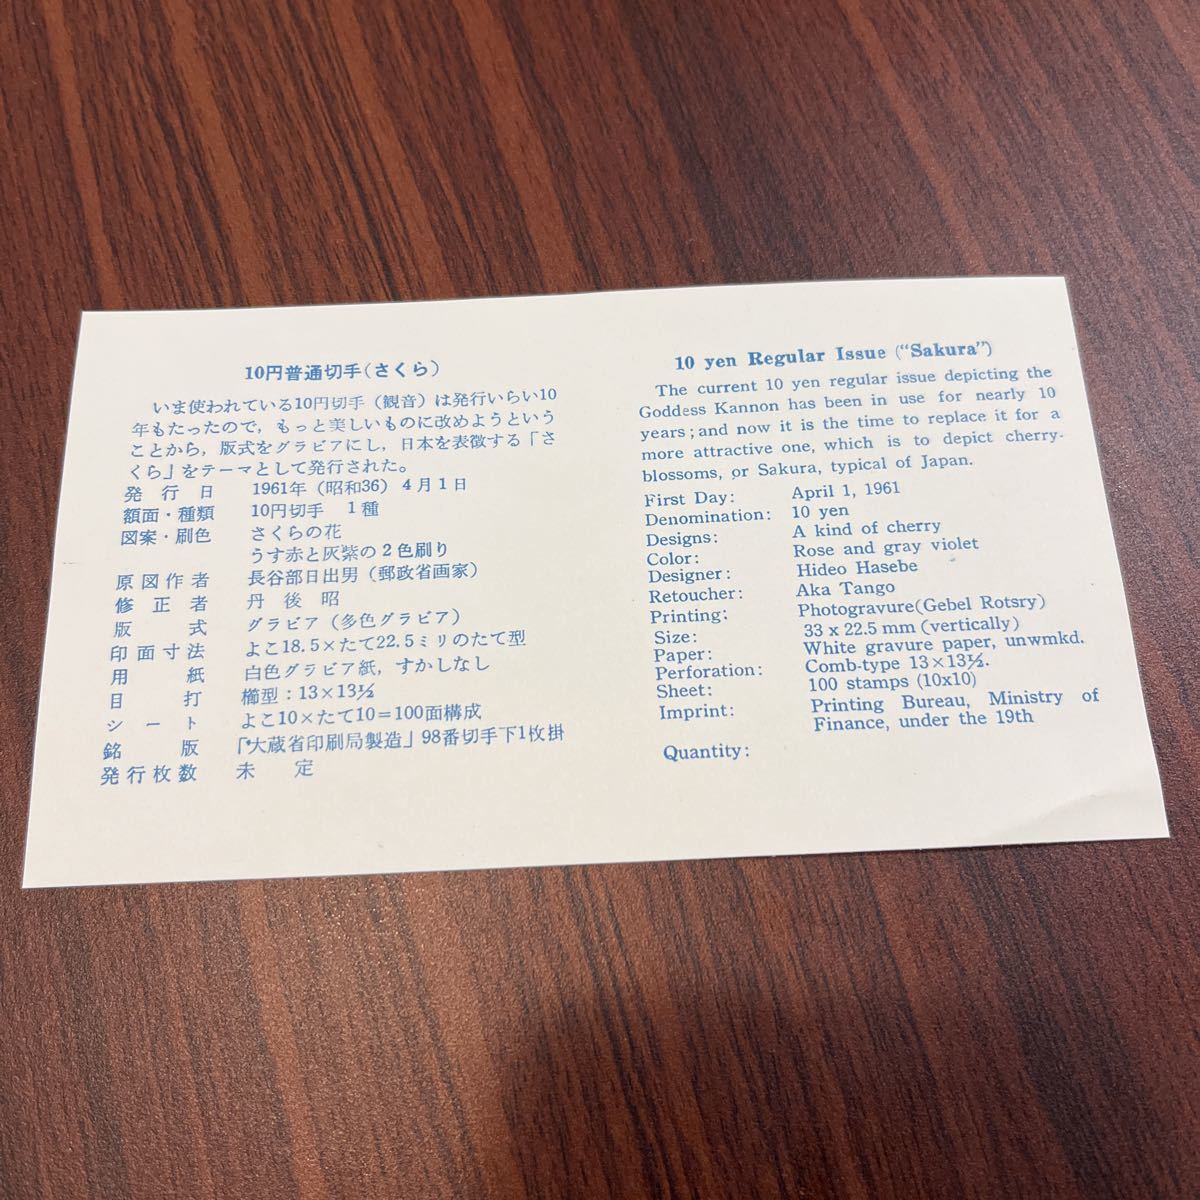 10円普通切手(さくら)
いま使われている10円切手(観音)は発行いらい10
年もたったので,もっと美しいものに改めようという
ことから,版式をグラビアにし,日本を表徴する「さ
くら」をテーマとして発行された。
発行日 1961年(昭和36)4月1日
額面・種類 10円切手 1種
図案・刷色 さくらの花
うす赤と灰紫の2色刷り
原図作者 長谷部日出男(郵政省画家)
修正者 丹後昭
版式 グラビア(多色グラビア)
印面寸法 よこ18.5×たて22.5ミリのたて型
用紙 白色グラビア紙,すかしなし
目打 櫛型:13×13½
シート よこ10×たて10=100面構成
銘版 「大蔵省印刷局製造」98番切手下1枚掛
発行枚数 未定
10 yen Regular Issue (“Sakura”)
The current 10 yen regular issue depicting the
Goddess Kannon has been in use for nearly 10
years; and now it is the time to replace it for a
more attractive one, which is to depict cherry-
blossoms, or Sakura, typical of Japan.
First Day: April 1, 1961
Denomination: 10 yen
Designs: A kind of cherry
Color: Rose and gray violet
Designer: Hideo Hasebe
Retoucher: Aka Tango
Printing: Photogravure(Gebel Rotsry)
Size: 33 x 22.5 mm (vertically)
Paper: White gravure paper, unwmkd.
Perforation: Comb-type 13×13½.
Sheet: 100 stamps (10x10)
Imprint: Printing Bureau, Ministry of
Finance, under the 19th
Quantity: